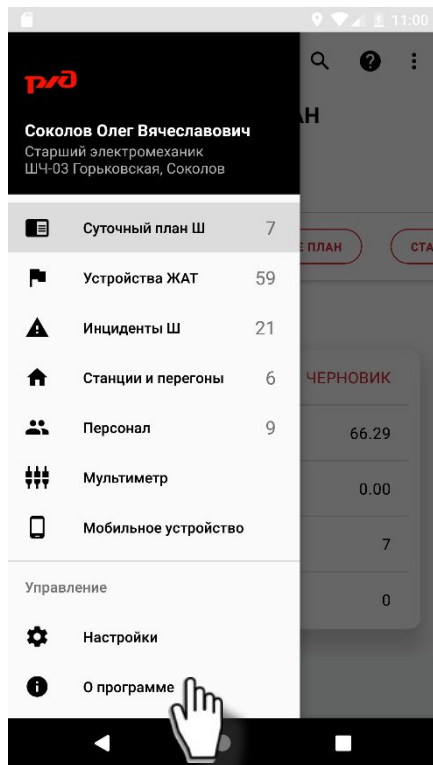 11:00
ржд
АН
Соколов Олег Вячеславович
Старший электромеханик
ШЧ-03 Горьковская, Соколов
Суточный план Ш 7
Е ПЛАН
СТА
Устройства ЖАТ 59
Инциденты Ш 21
Станции и перегоны 6
ЧЕРНОВИК
Персонал 9
66.29
Мультиметр
0.00
Мобильное устройство
7
Управление
0
Настройки
О программе